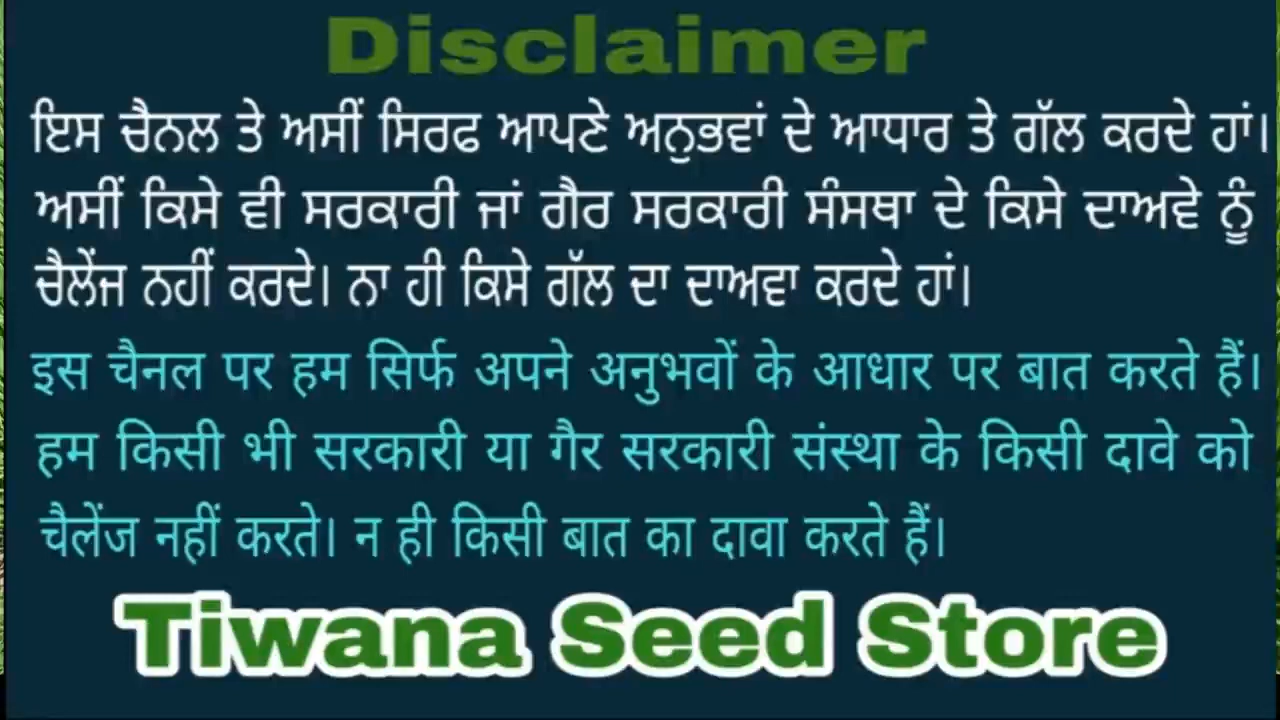 Disclaimer
ਇਸ ਚੈਨਲ ਤੇ ਅਸੀਂ ਸਿਰਫ ਆਪਣੇ ਅਨੁਭਵਾਂ ਦੇ ਆਧਾਰ ਤੇ ਗੱਲ ਕਰਦੇ ਹਾਂ।
ਅਸੀਂ ਕਿਸੇ ਵੀ ਸਰਕਾਰੀ ਜਾਂ ਗੈਰ ਸਰਕਾਰੀ ਸੰਸਥਾ ਦੇ ਕਿਸੇ ਦਾਅਵੇ ਨੂੰ
ਚੈਲੇਂਜ ਨਹੀਂ ਕਰਦੇ। ਨਾ ਹੀ ਕਿਸੇ ਗੱਲ ਦਾ ਦਾਅਵਾ ਕਰਦੇ ਹਾਂ।
इस चैनल पर हम सिर्फ अपने अनुभवों के आधार पर बात करते हैं।
हम किसी भी सरकारी या गैर सरकारी संस्था के किसी दावे को
चैलेंज नहीं करते। न ही किसी बात का दावा करते हैं।
Tiwana Seed Store